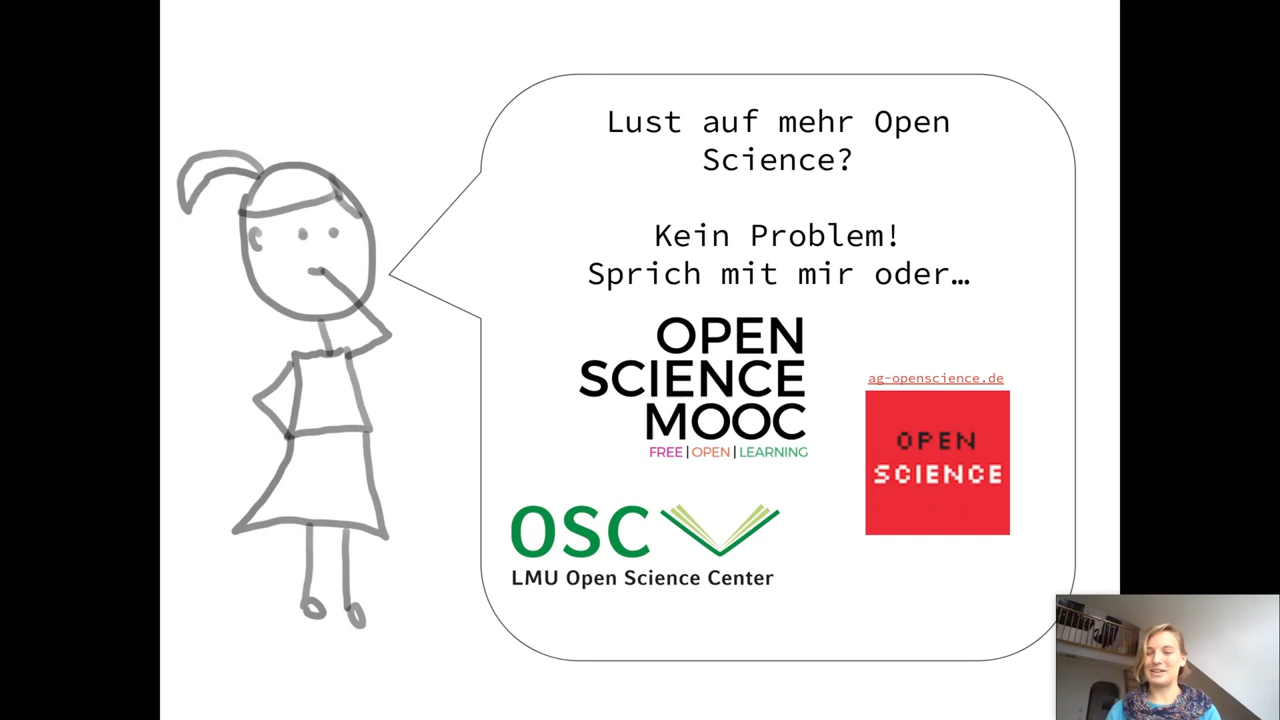 Lust auf mehr Open
Science?
Kein Problem!
Sprich mit mir oder…
OPEN
SCIENCE
MOOC
FREE | OPEN | LEARNING
ag-openscience.de
OPEN
SCIENCE
OSC
LMU Open Science Center